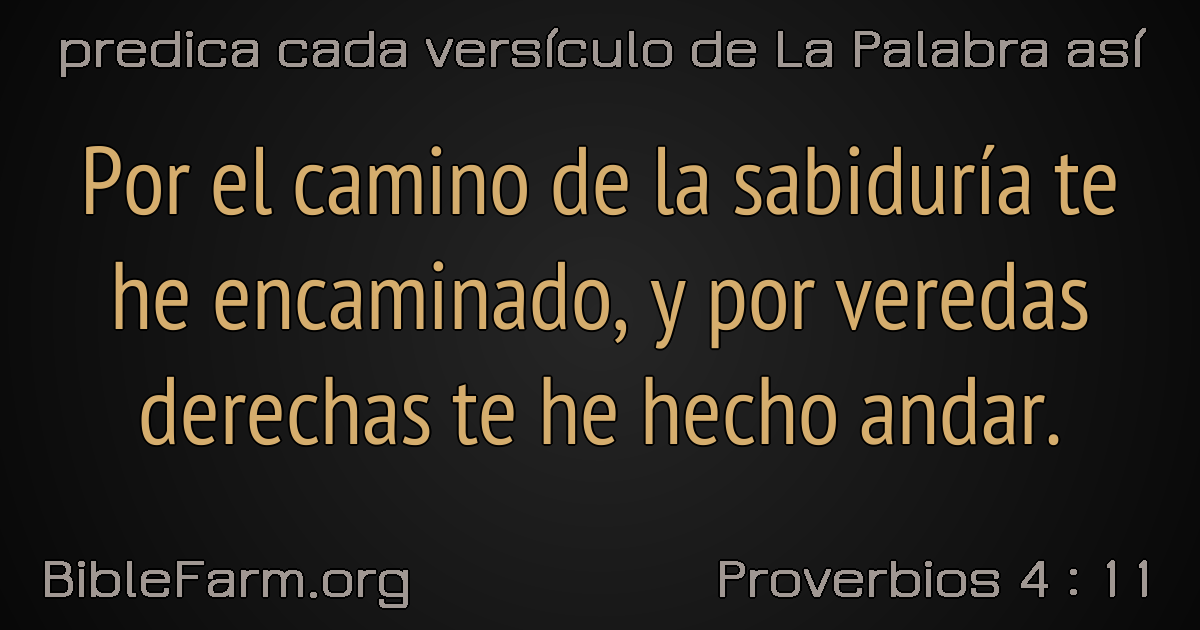 predica cada versículo de La Palabra así
Por el camino de la sabiduría te
he encaminado, y por veredas
derechas te he hecho andar.
BibleFarm.org
Proverbios 4 : 11